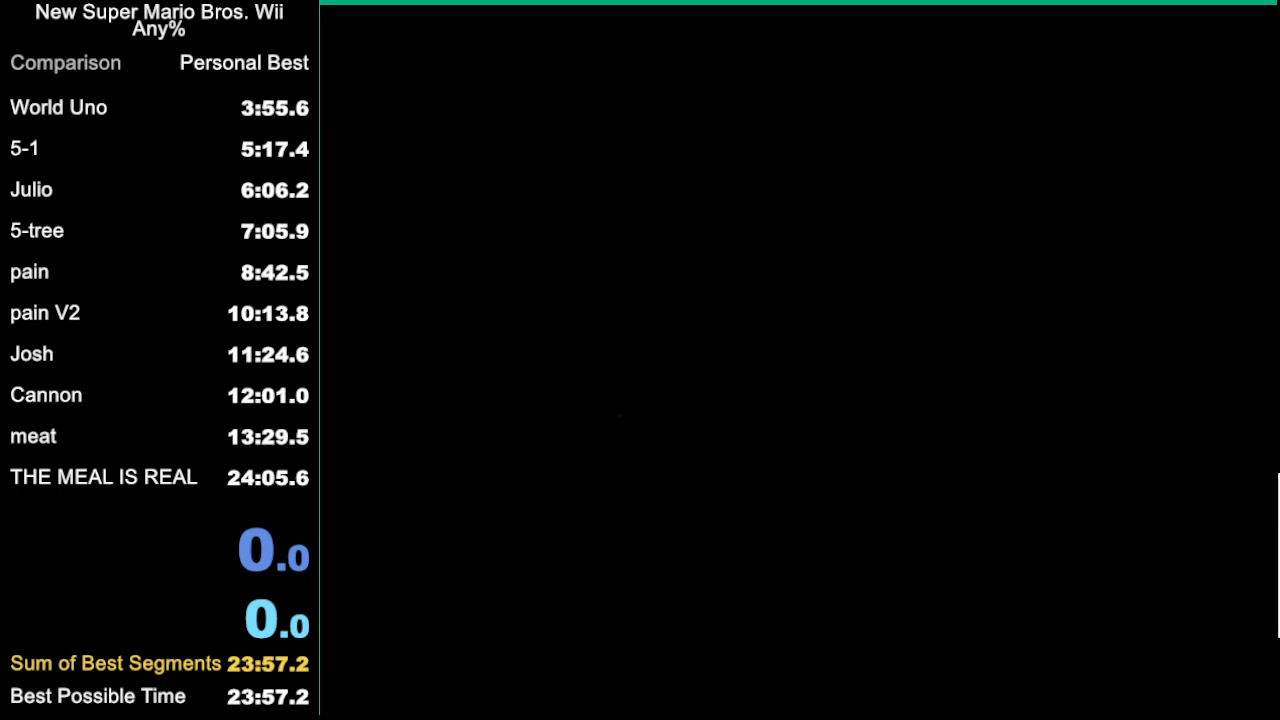 New Super Mario Bros. Wii
Any%
Comparison Personal Best
World Uno 3:55.6
5-1 5:17.4
Julio 6:06.2
5-tree 7:05.9
pain 8:42.5
pain V2 10:13.8
Josh 11:24.6
Cannon 12:01.0
meat 13:29.5
THE MEAL IS REAL 24:05.6
0.0
0.0
Sum of Best Segments 23:57.2
Best Possible Time 23:57.2